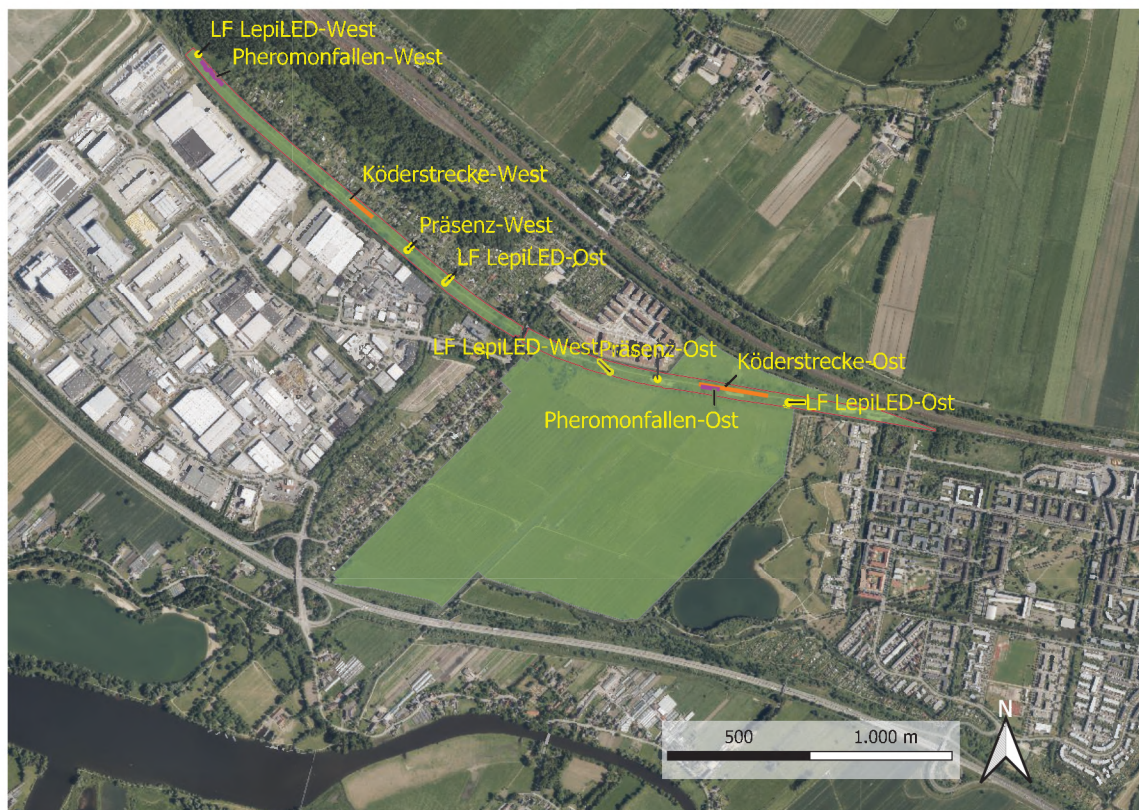 LF LepiLED-West
Pheromonfallen-West
Köderstrecke-West
Präsenz-West
LF LepiLED-Ost
LF LepiLED-West
Präsenz-Ost
Köderstrecke-Ost
LF LepiLED-Ost
Pheromonfallen-Ost
N
500
1.000 m